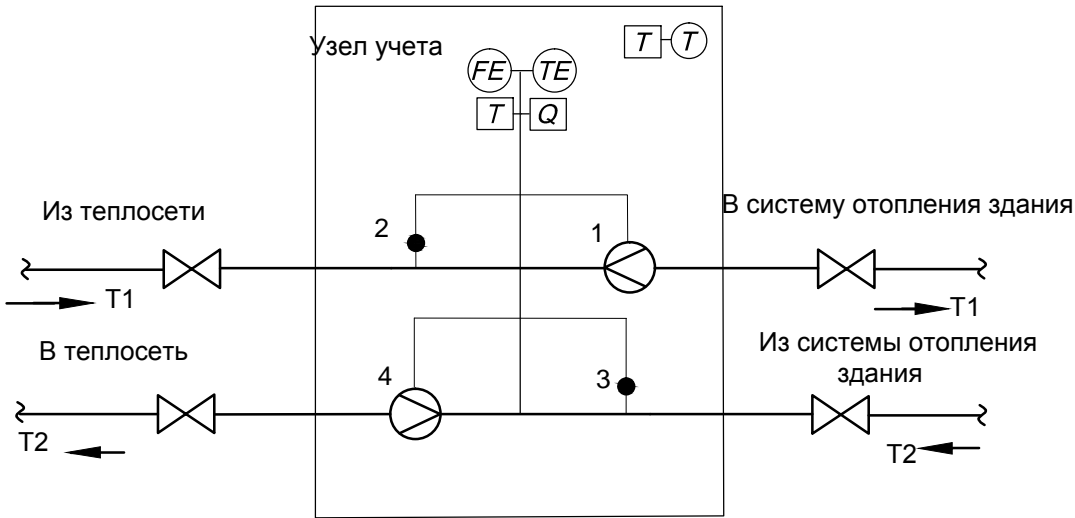 Узел учета
T T
FE TE
T Q
Из теплосети
2
1
В систему отопления здания
T1
T1
В теплосеть
4
3
Из системы отопления
здания
T2
T2